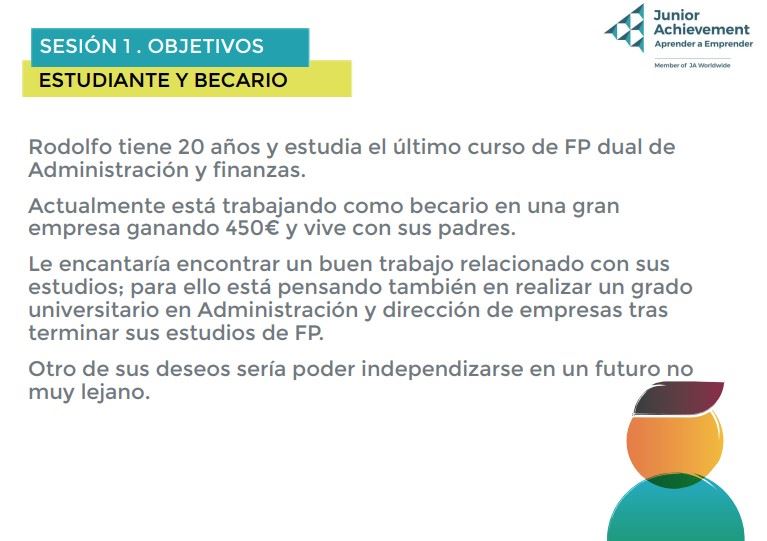 SESIÓN 1 . OBJETIVOS
ESTUDIANTE Y BECARIO
Junior
Achievement
Aprender a Emprender
Member of JA Worldwide
Rodolfo tiene 20 años y estudia el último curso de FP dual de
Administración y finanzas.
Actualmente está trabajando como becario en una gran
empresa ganando 450€ y vive con sus padres.
Le encantaría encontrar un buen trabajo relacionado con sus
estudios; para ello está pensando también en realizar un grado
universitario en Administración y dirección de empresas tras
terminar sus estudios de FP.
Otro de sus deseos sería poder independizarse en un futuro no
muy lejano.